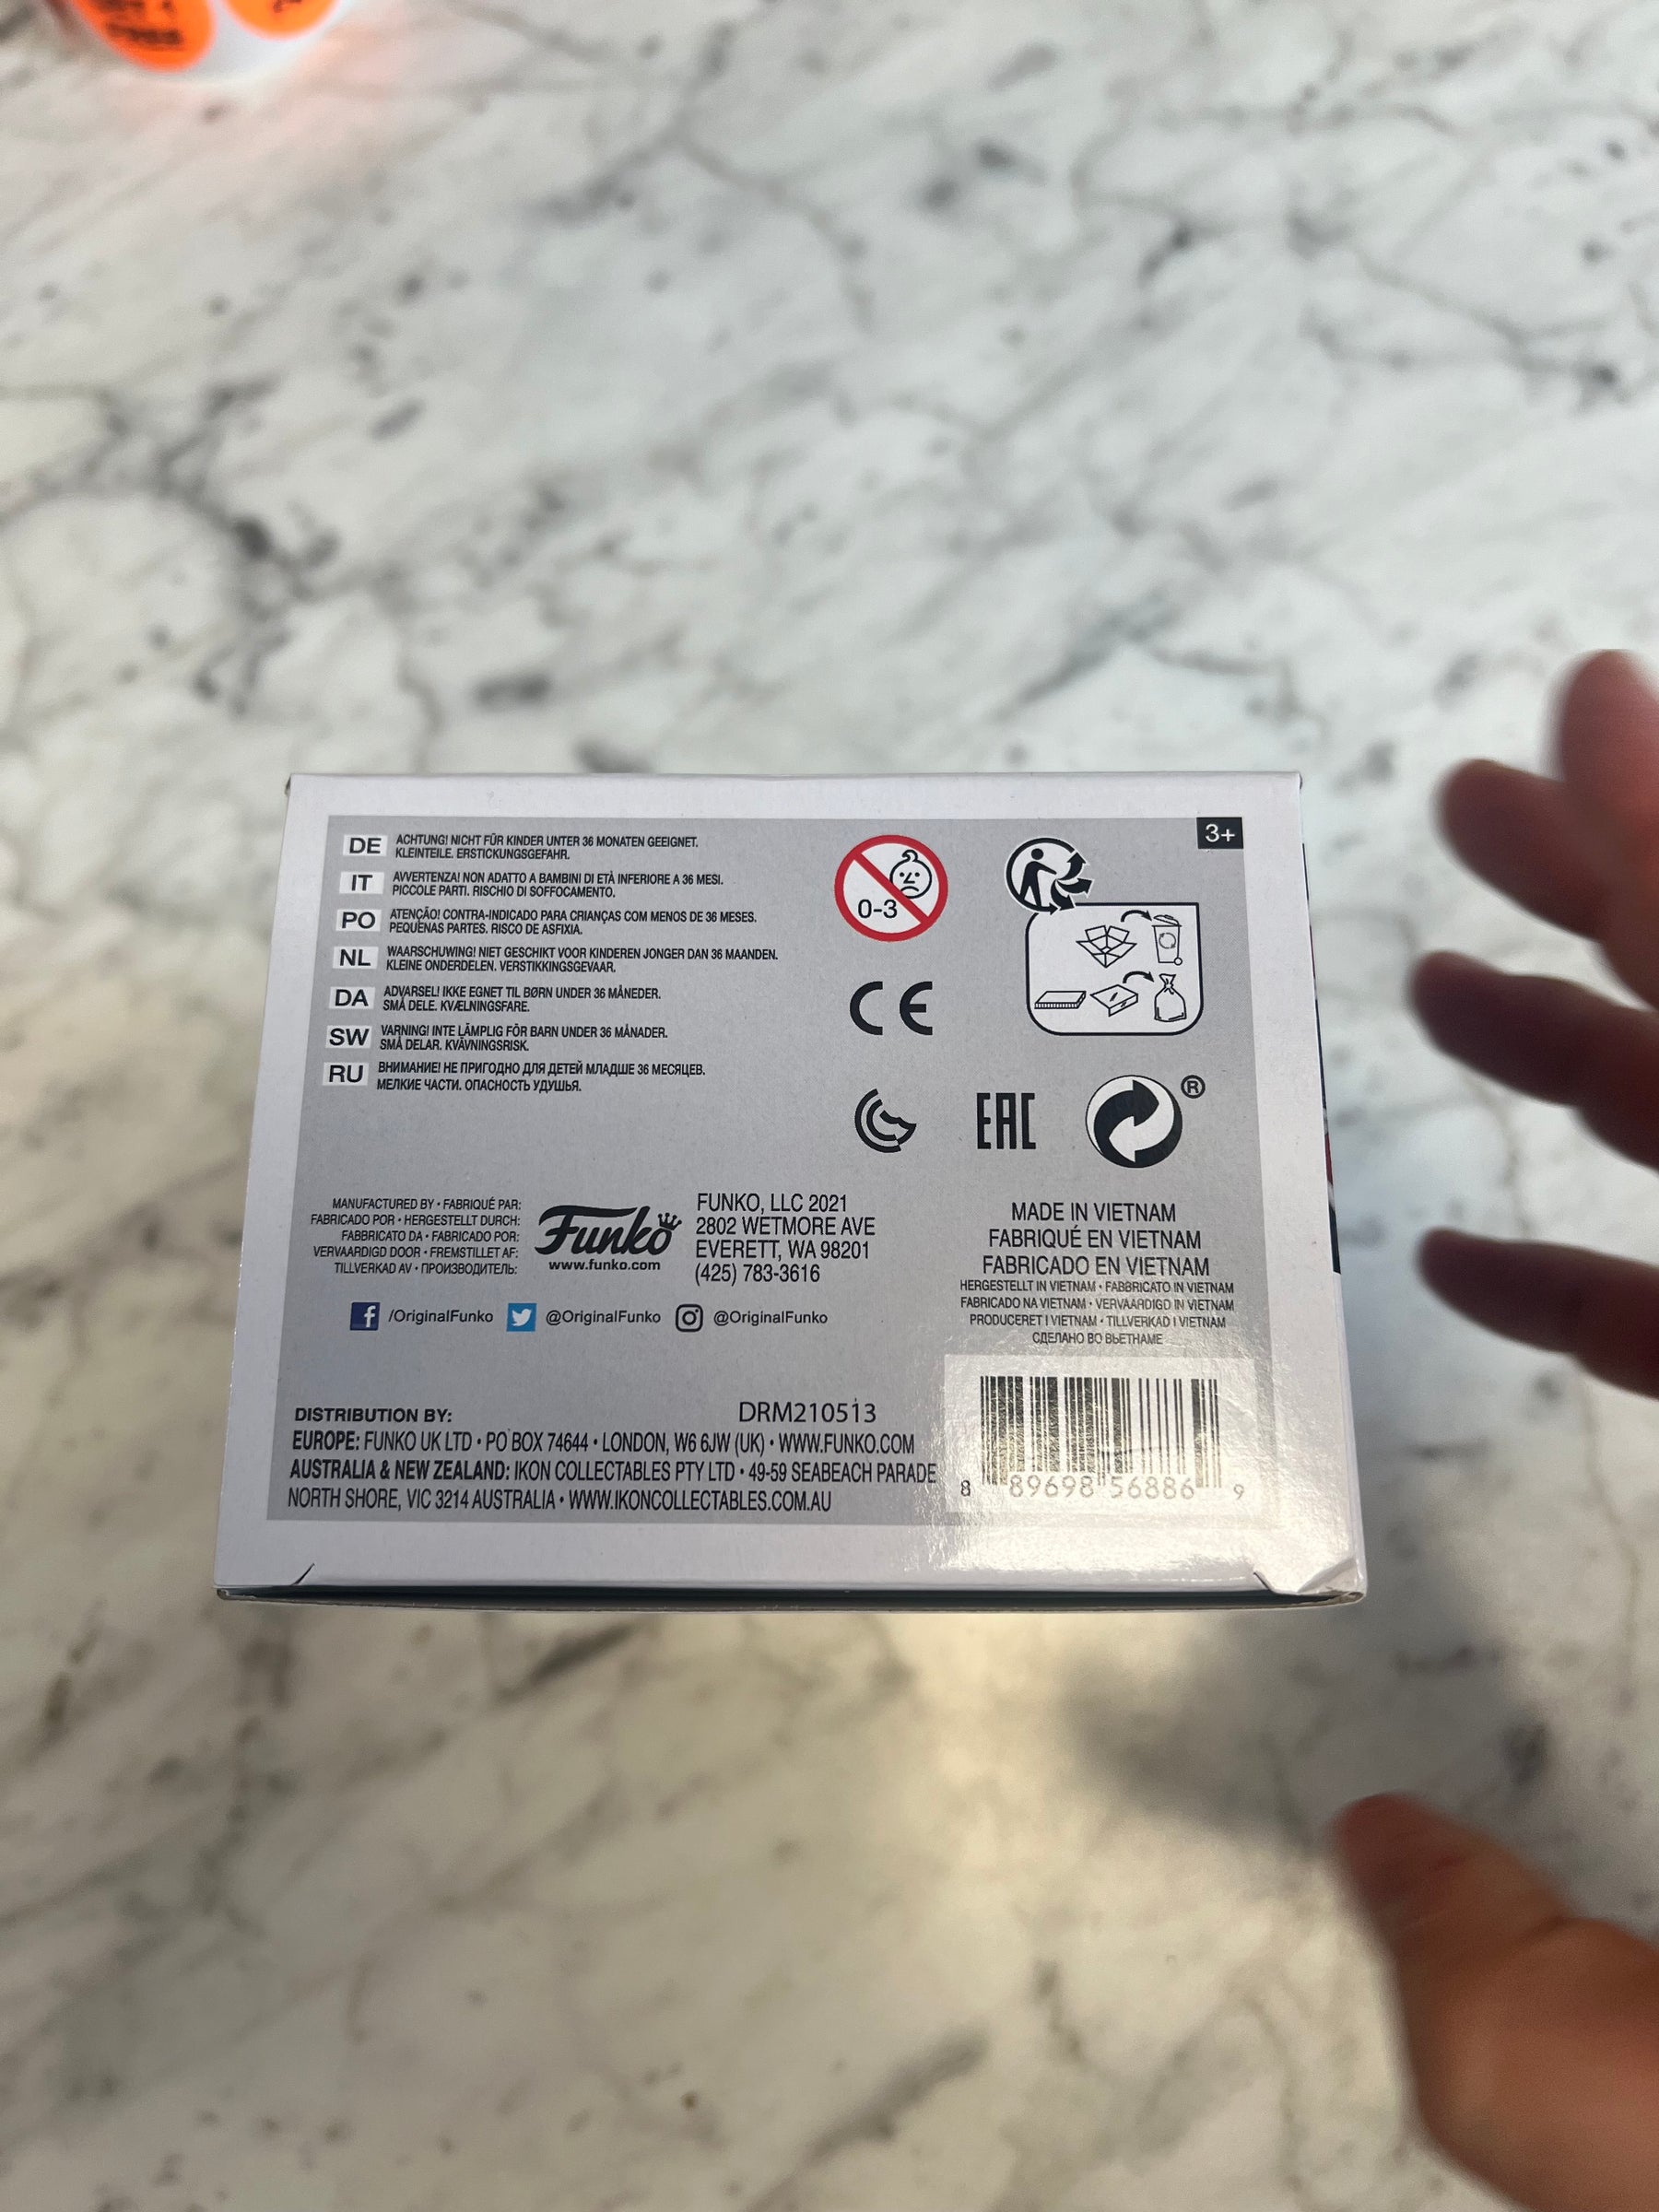 3+
DE ACHTUNG! NICHT FÜR KINDER UNTER 36 MONATEN GEEIGNET.
KLEINTEILE. ERSTICKUNGSGEFAHR.
IT AVVERTENZA! NON ADATTO A BAMBINI DI ETÀ INFERIORE A 36 MESI.
PICCOLE PARTI. RISCHIO DI SOFFOCAMENTO.
PO ATENÇÃO! CONTRA-INDICADO PARA CRIANÇAS COM MENOS DE 36 MESES.
PEQUENAS PARTES. RISCO DE ASFIXIA.
NL WAARSCHUWING! NIET GESCHIKT VOOR KINDEREN JONGER DAN 36 MAANDEN.
KLEINE ONDERDELEN. VERSTIKKINGSGEVAAR.
DA ADVARSEL! IKKE EGNET TIL BØRN UNDER 36 MÅNEDER.
SMÅ DELE. KVÆLNINGSFARE.
SW VARNING! INTE LÄMPLIG FÖR BARN UNDER 36 MÅNADER.
SMÅ DELAR. KVÄVNINGSRISK.
RU ВНИМАНИЕ! НЕ ПРИГОДНО ДЛЯ ДЕТЕЙ МЛАДШЕ 36 МЕСЯЦЕВ.
МЕЛКИЕ ЧАСТИ. ОПАСНОСТЬ УДУШЬЯ.
0-3
CE
EAC
®
MANUFACTURED BY • FABRIQUÉ PAR:
FABRICADO POR • HERGESTELLT DURCH:
FABBRICATO DA • FABRICADO POR:
VERVAARDIGD DOOR • FREMSTILLET AF:
TILLVERKAD AV • ПРОИЗВОДИТЕЛЬ:
Funko
www.funko.com
FUNKO, LLC 2021
2802 WETMORE AVE
EVERETT, WA 98201
(425) 783-3616
MADE IN VIETNAM
FABRIQUÉ EN VIETNAM
FABRICADO EN VIETNAM
HERGESTELLT IN VIETNAM • FABBRICATO IN VIETNAM
FABRICADO NA VIETNAM • VERVAARDIGD IN VIETNAM
PRODUCERET I VIETNAM • TILLVERKAD I VIETNAM
СДЕЛАНО ВО ВЬЕТНАМЕ
/OriginalFunko @OriginalFunko @OriginalFunko
DISTRIBUTION BY: DRM210513
EUROPE: FUNKO UK LTD • PO BOX 74644 • LONDON, W6 6JW (UK) • WWW.FUNKO.COM
AUSTRALIA & NEW ZEALAND: IKON COLLECTABLES PTY LTD • 49-59 SEABEACH PARADE
NORTH SHORE, VIC 3214 AUSTRALIA • WWW.IKONCOLLECTABLES.COM.AU
8 89698 56886 9